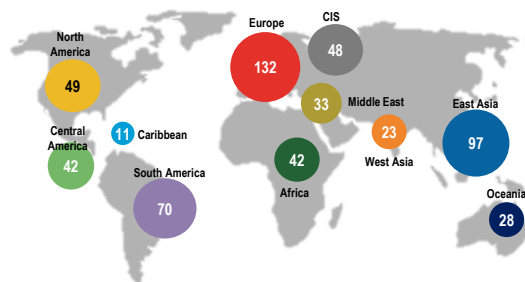 Europe
132
CIS
48
North
America
49
33
Middle East
East Asia
97
11
Caribbean
23
West Asia
Central
America
42
42
Africa
South America
70
Oceania
28